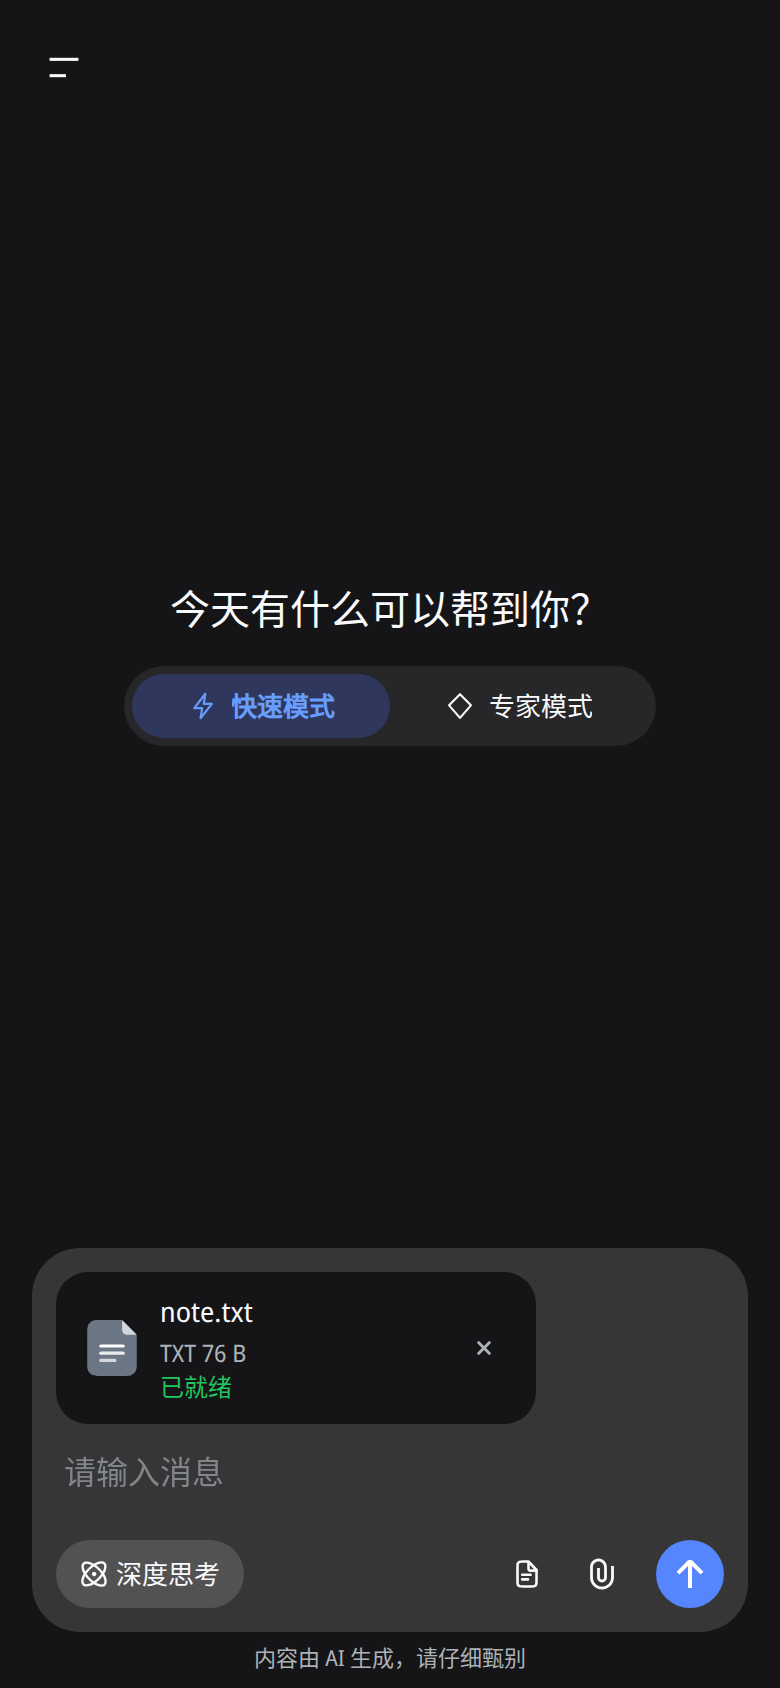 今天有什么可以帮到你？
快速模式
专家模式
note.txt
TXT 76 B
已就绪
请输入消息
深度思考
内容由 AI 生成，请仔细甄别